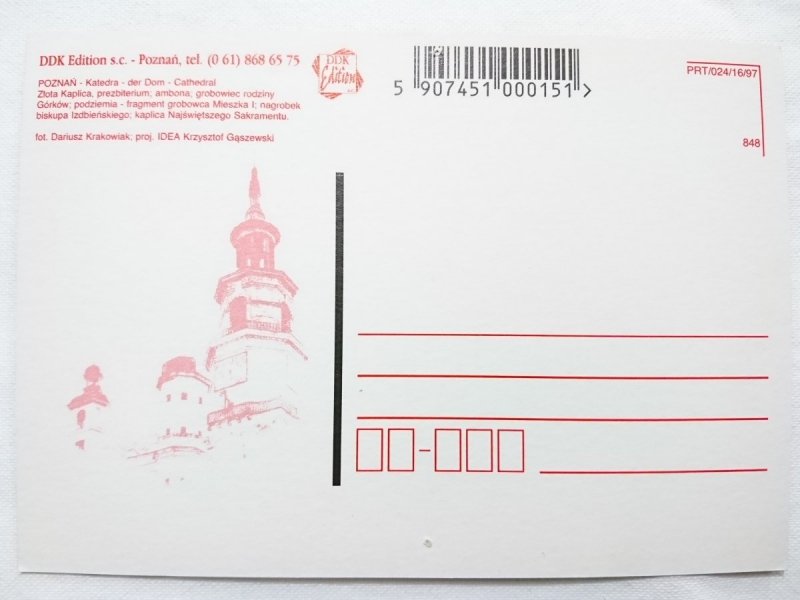 DDK Edition s.c. - Poznań, tel. (0 61) 868 65 75
POZNAŃ - Katedra - der Dom - Cathedral
Złota Kaplica, prezbiterium; ambona; grobowiec rodziny
Górków; podziemia - fragment grobowca Mieszka I; nagrobek
biskupa Izdbieńskiego; kaplica Najświętszego Sakramentu.
fot. Dariusz Krakowiak; proj. IDEA Krzysztof Gąszewski
DDK
Edition
s.c.
5 907451 000151 >
PRT/024/16/97
848